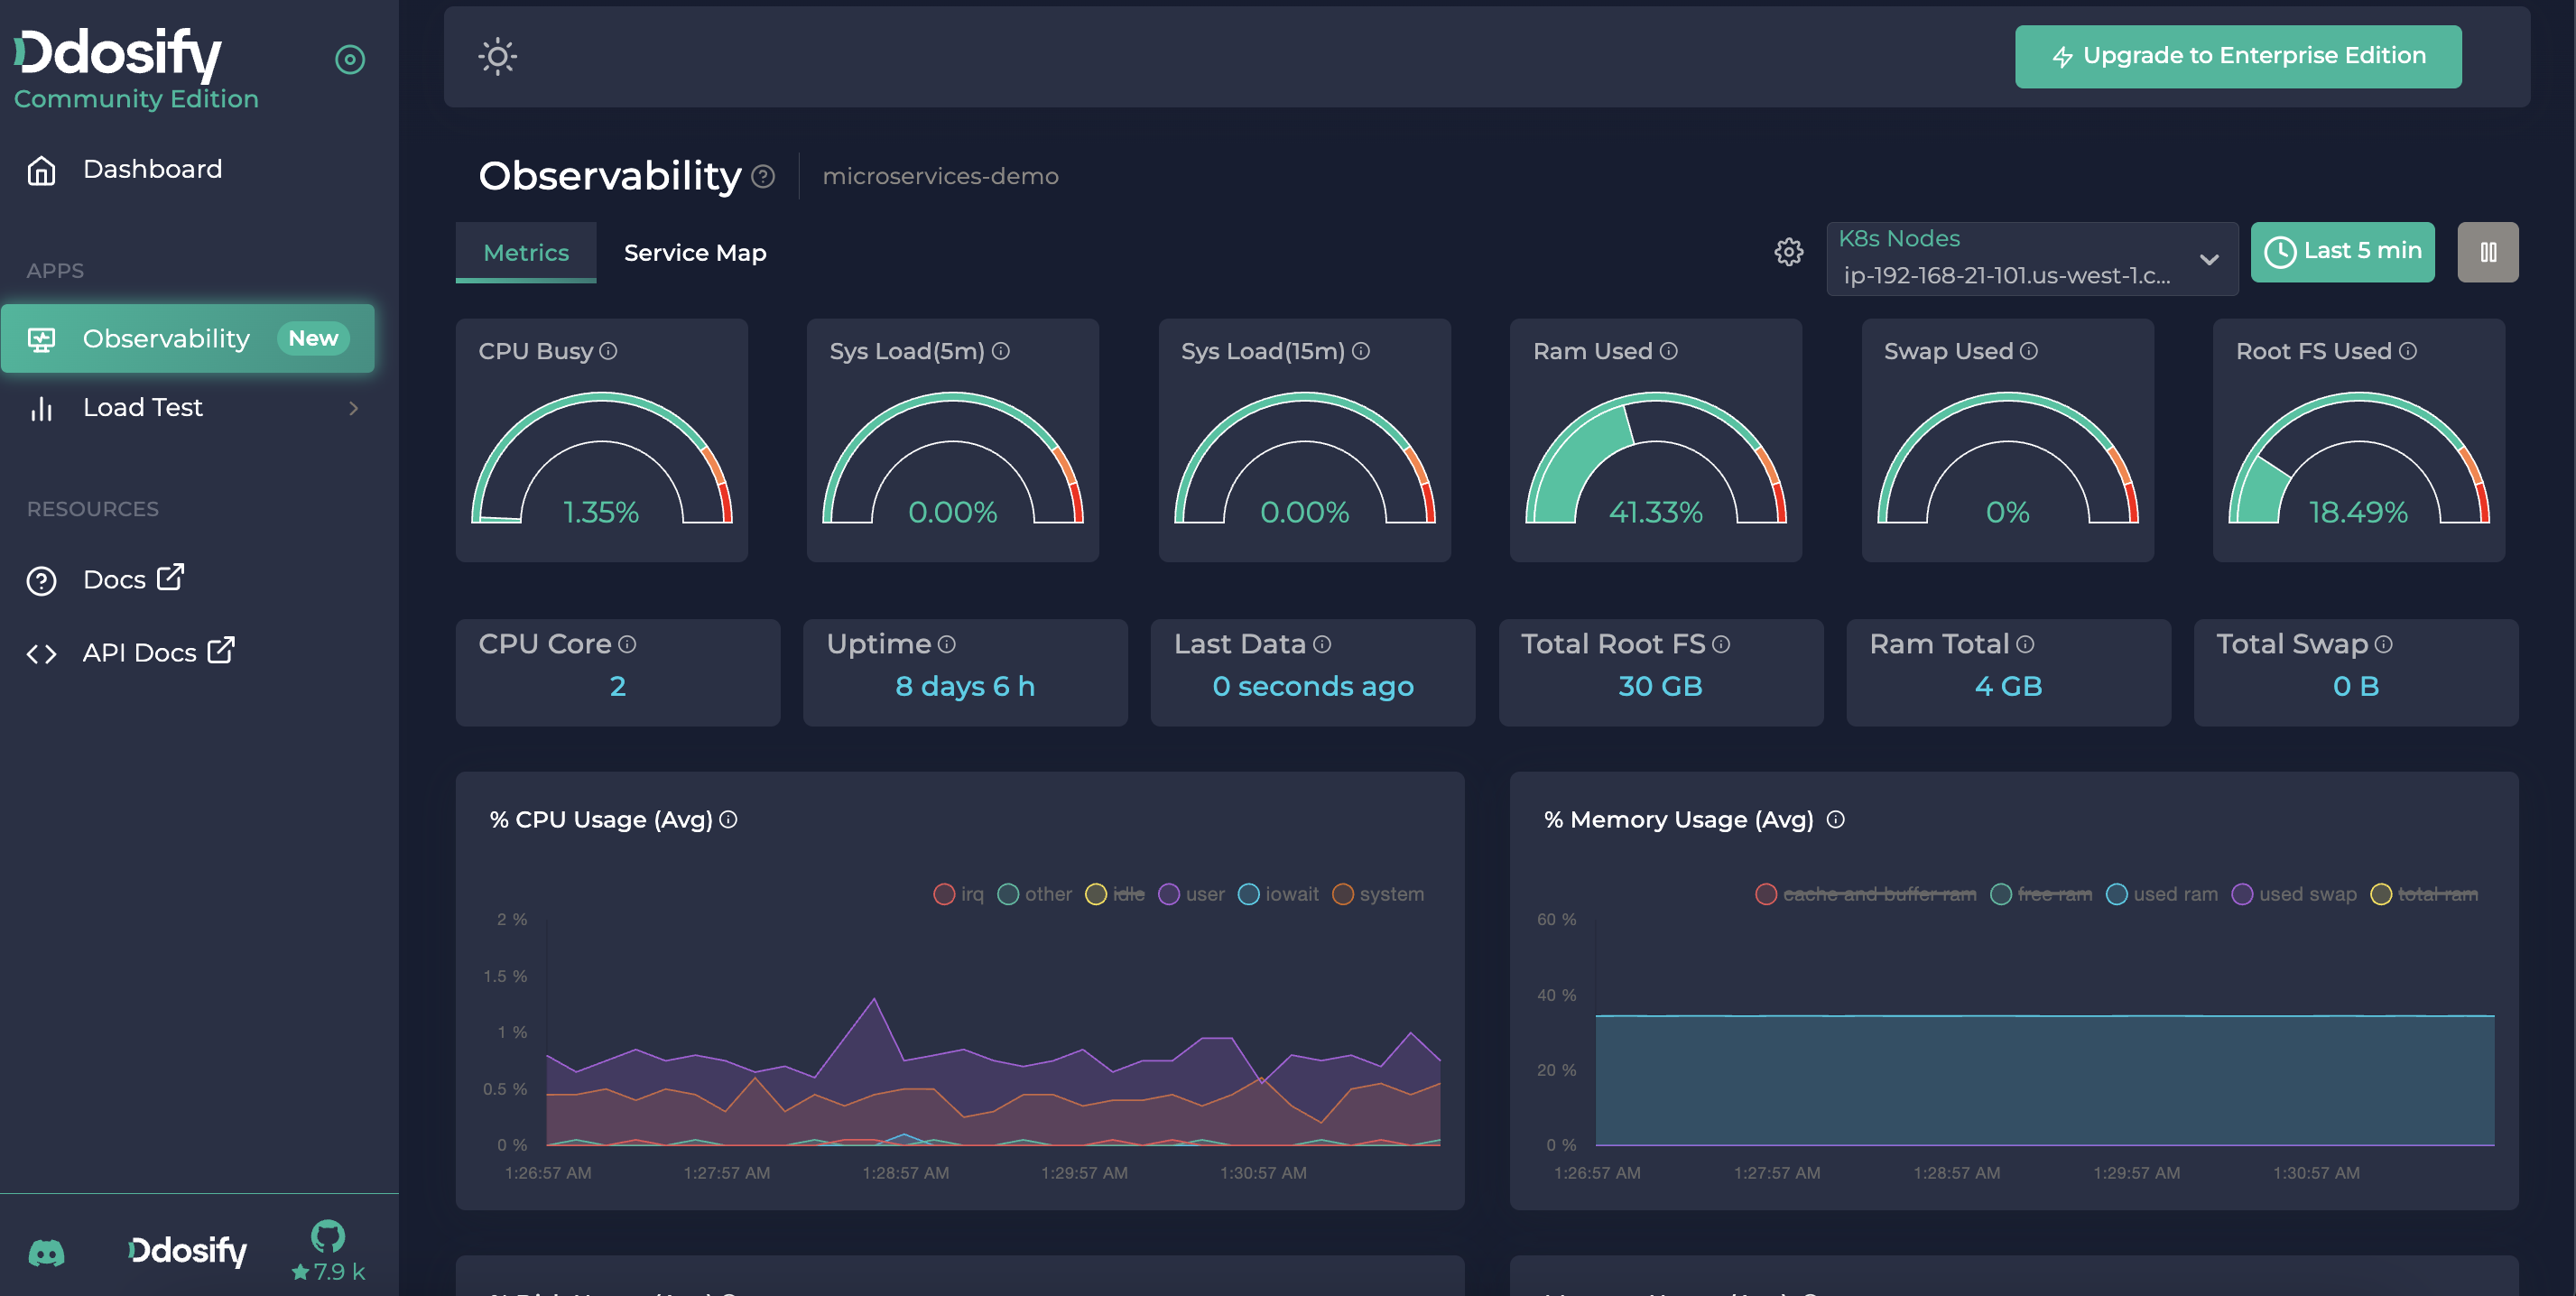 Ddosify
Community Edition
Dashboard
APPS
Observability New
Load Test
RESOURCES
Docs
API Docs
Ddosify
7.9 k
Upgrade to Enterprise Edition
Observability microservices-demo
Metrics Service Map
K8s Nodes
ip-192-168-21-101.us-west-1.c...
Last 5 min
CPU Busy
1.35%
Sys Load(5m)
0.00%
Sys Load(15m)
0.00%
Ram Used
41.33%
Swap Used
0%
Root FS Used
18.49%
CPU Core
2
Uptime
8 days 6 h
Last Data
0 seconds ago
Total Root FS
30 GB
Ram Total
4 GB
Total Swap
0 B
% CPU Usage (Avg)
irq other idle user iowait system
2 %
1.5 %
1 %
0.5 %
0 %
1:26:57 AM 1:27:57 AM 1:28:57 AM 1:29:57 AM 1:30:57 AM
% Memory Usage (Avg)
cache and buffer ram free ram used ram used swap total ram
60 %
40 %
20 %
0 %
1:26:57 AM 1:27:57 AM 1:28:57 AM 1:29:57 AM 1:30:57 AM